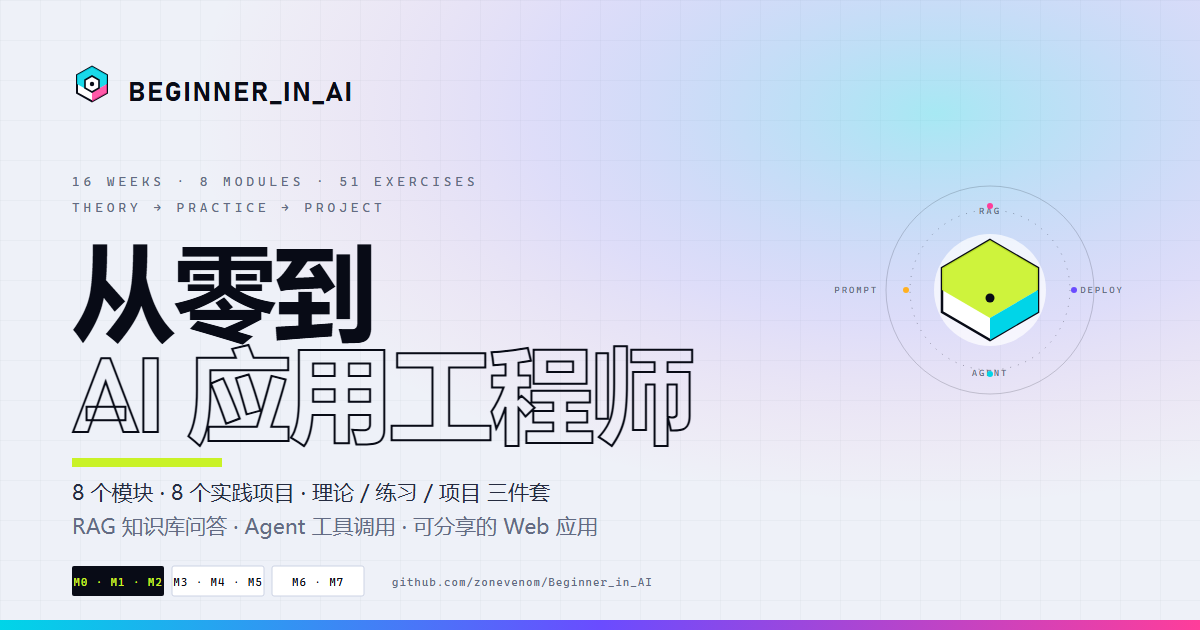 BEGINNER_IN_AI
16 WEEKS · 8 MODULES · 51 EXERCISES
THEORY → PRACTICE → PROJECT
从零到
AI 应用工程师
8 个模块 · 8 个实践项目 · 理论 / 练习 / 项目 三件套
RAG 知识库问答 · Agent 工具调用 · 可分享的 Web 应用
M0 · M1 · M2
M3 · M4 · M5
M6 · M7
github.com/zonevenom/Beginner_in_AI
RAG
PROMPT
DEPLOY
AGENT